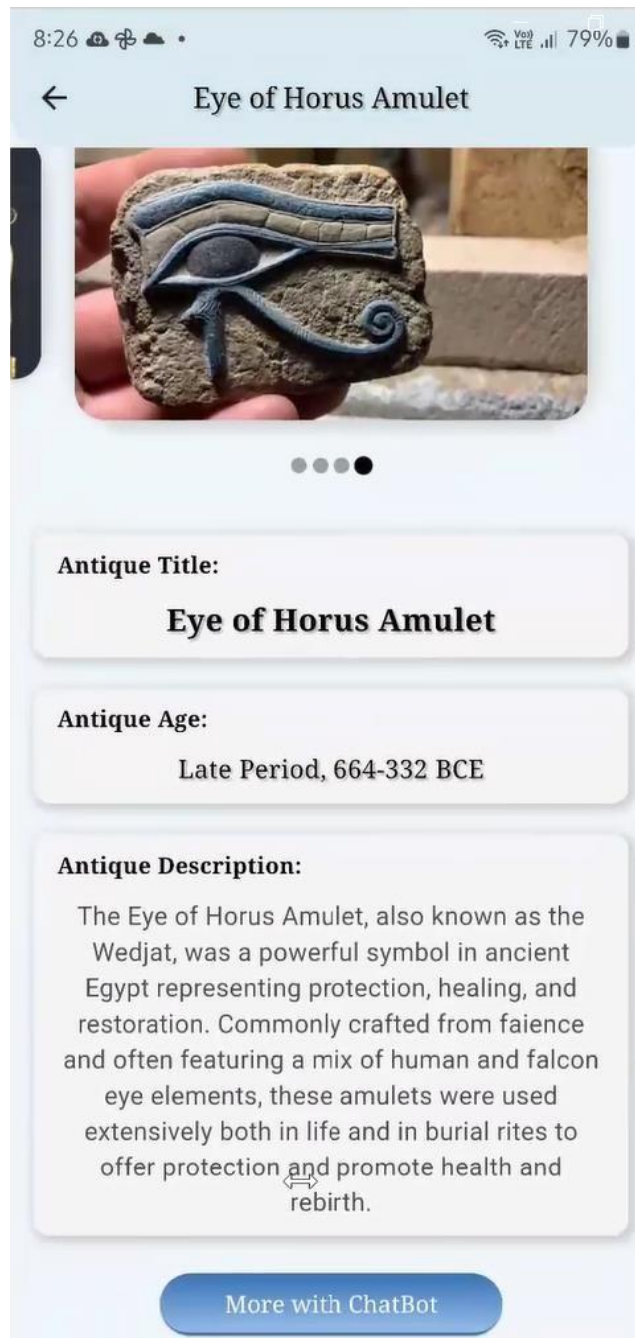 8:26
Vo)) LTE 79%
Eye of Horus Amulet
Antique Title:
Eye of Horus Amulet
Antique Age:
Late Period, 664-332 BCE
Antique Description:
The Eye of Horus Amulet, also known as the
Wedjat, was a powerful symbol in ancient
Egypt representing protection, healing, and
restoration. Commonly crafted from faience
and often featuring a mix of human and falcon
eye elements, these amulets were used
extensively both in life and in burial rites to
offer protection and promote health and
rebirth.
More with ChatBot